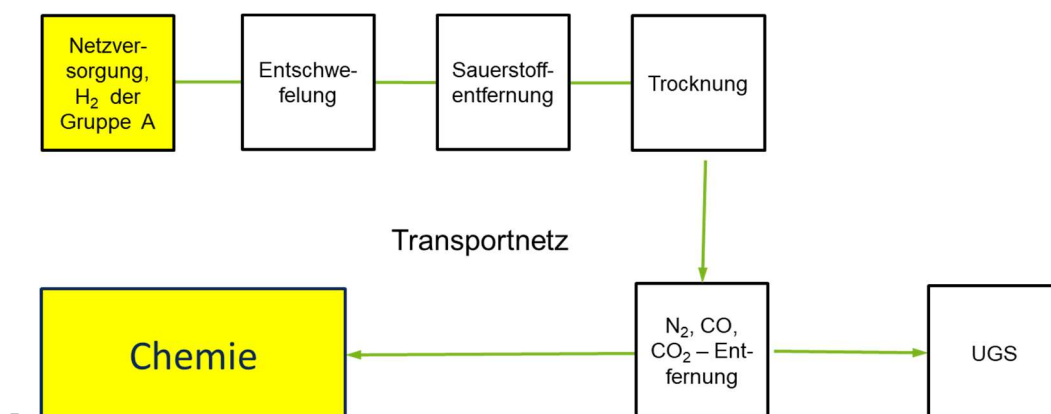 Netzver-
sorgung,
H₂ der
Gruppe A
Entschwe-
felung
Sauerstoff-
entfernung
Trocknung
Transportnetz
Chemie
N₂, CO,
CO₂ – Ent-
fernung
UGS